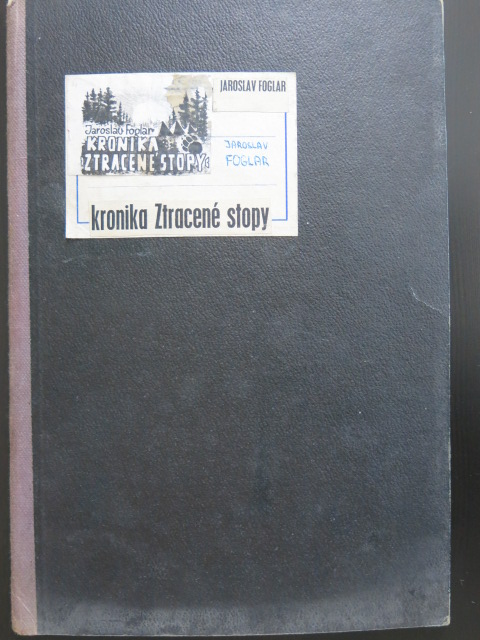 JAROSLAV FOGLAR
Jaroslav Foglar
KRONIKA
ZTRACENÉ STOPY
JAROSLAV
FOGLAR
kronika Ztracené stopy